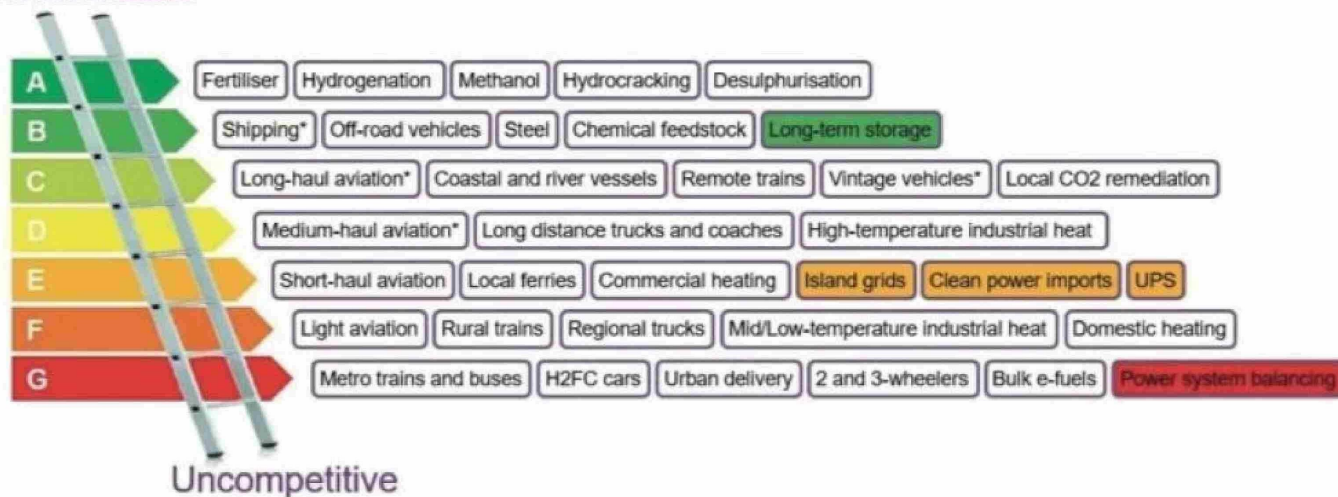 A Fertiliser Hydrogenation Methanol Hydrocracking Desulphurisation
B Shipping* Off-road vehicles Steel Chemical feedstock Long-term storage
C Long-haul aviation* Coastal and river vessels Remote trains Vintage vehicles* Local CO2 remediation
D Medium-haul aviation* Long distance trucks and coaches High-temperature industrial heat
E Short-haul aviation Local ferries Commercial heating Island grids Clean power imports UPS
F Light aviation Rural trains Regional trucks Mid/Low-temperature industrial heat Domestic heating
G Metro trains and buses H2FC cars Urban delivery 2 and 3-wheelers Bulk e-fuels Power system balancing
Uncompetitive